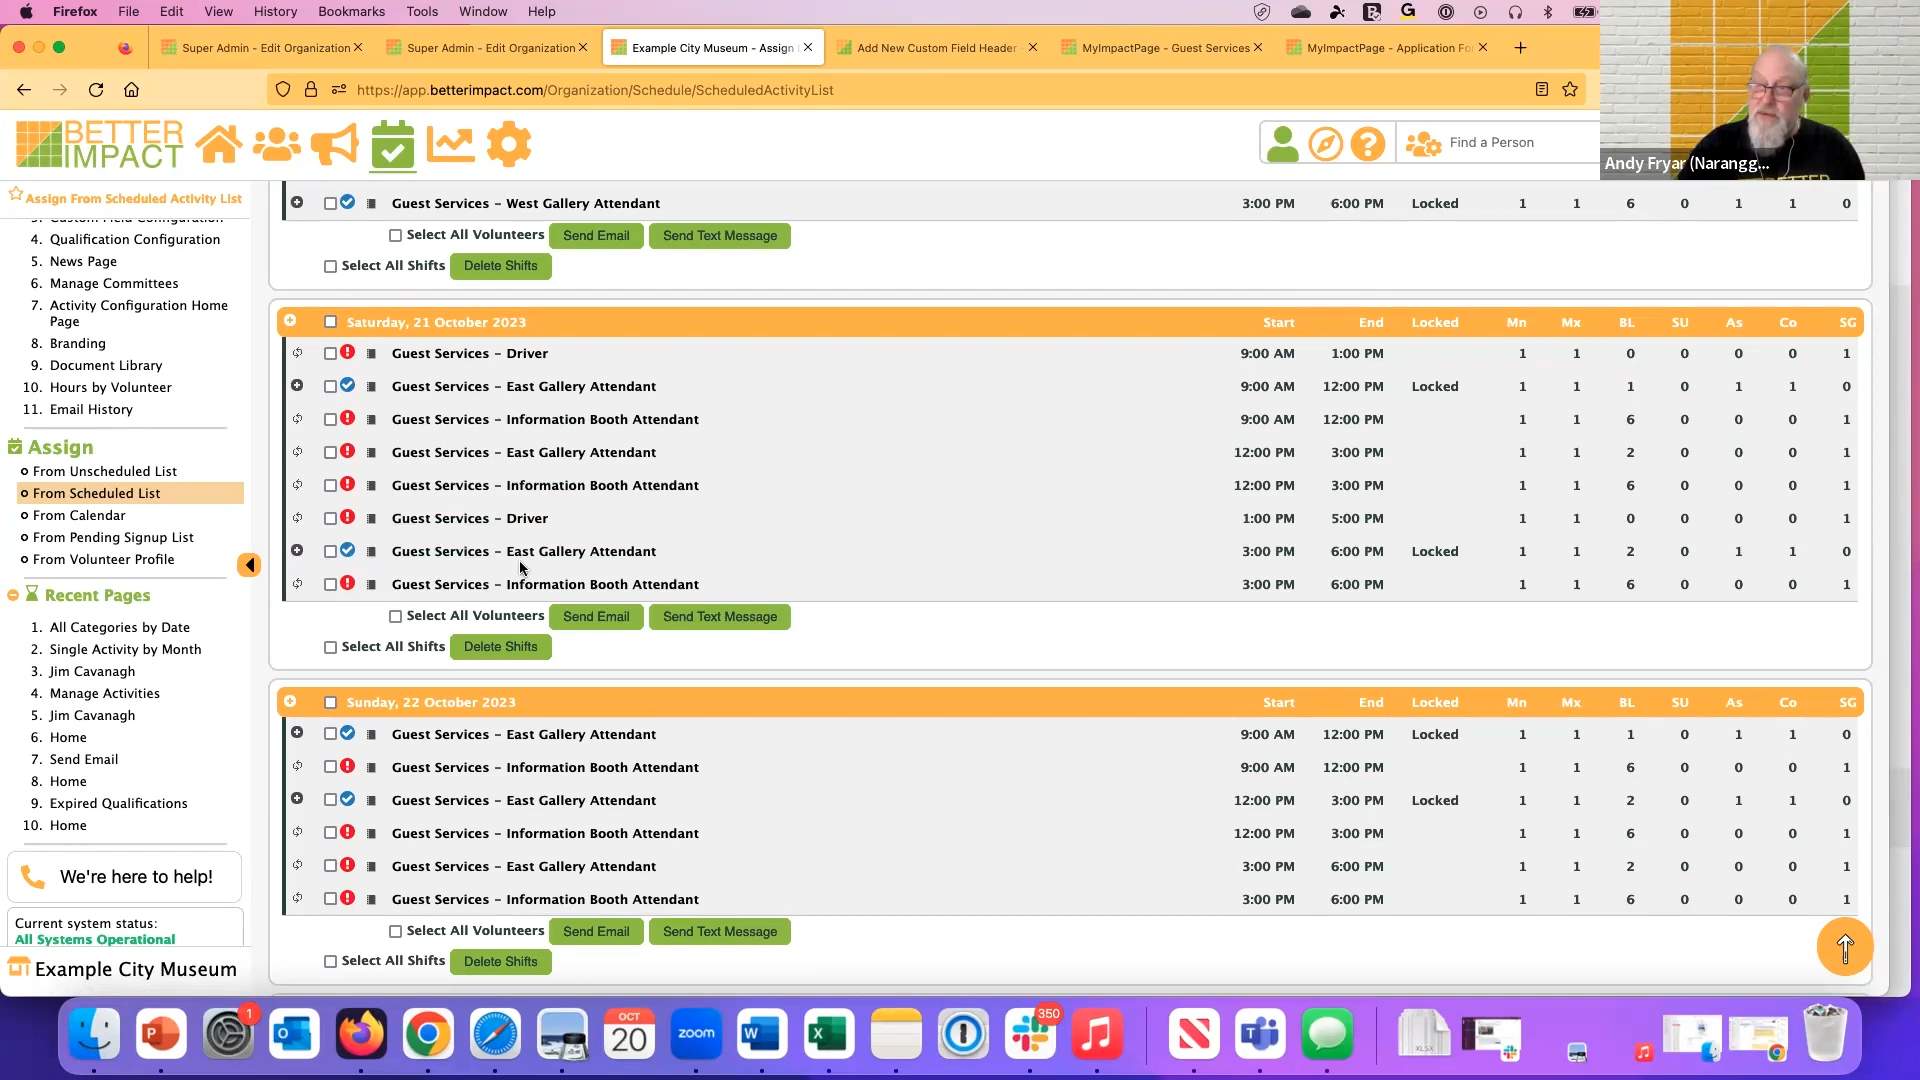 Firefox File Edit View History Bookmarks Tools Window Help
Super Admin - Edit Organization
Super Admin - Edit Organization
Example City Museum - Assign
Add New Custom Field Header
MyImpactPage - Guest Services
MyImpactPage - Application Fo
https://app.betterimpact.com/Organization/Schedule/ScheduledActivityList
BETTER
IMPACT
Find a Person
Andy Fryar (Narangg...
Assign From Scheduled Activity List
4. Qualification Configuration
5. News Page
6. Manage Committees
7. Activity Configuration Home
Page
8. Branding
9. Document Library
10. Hours by Volunteer
11. Email History
Assign
From Unscheduled List
From Scheduled List
From Calendar
From Pending Signup List
From Volunteer Profile
Recent Pages
1. All Categories by Date
2. Single Activity by Month
3. Jim Cavanagh
4. Manage Activities
5. Jim Cavanagh
6. Home
7. Send Email
8. Home
9. Expired Qualifications
10. Home
We're here to help!
Current system status:
All Systems Operational
Example City Museum
Guest Services - West Gallery Attendant 3:00 PM 6:00 PM Locked 1 1 6 0 1 1 0
Select All Volunteers Send Email Send Text Message
Select All Shifts Delete Shifts
Saturday, 21 October 2023 Start End Locked Mn Mx BL SU As Co SG
Guest Services - Driver 9:00 AM 1:00 PM 1 1 0 0 0 0 1
Guest Services - East Gallery Attendant 9:00 AM 12:00 PM Locked 1 1 1 0 1 1 0
Guest Services - Information Booth Attendant 9:00 AM 12:00 PM 1 1 6 0 0 0 1
Guest Services - East Gallery Attendant 12:00 PM 3:00 PM 1 1 2 0 0 0 1
Guest Services - Information Booth Attendant 12:00 PM 3:00 PM 1 1 6 0 0 0 1
Guest Services - Driver 1:00 PM 5:00 PM 1 1 0 0 0 0 1
Guest Services - East Gallery Attendant 3:00 PM 6:00 PM Locked 1 1 2 0 1 1 0
Guest Services - Information Booth Attendant 3:00 PM 6:00 PM 1 1 6 0 0 0 1
Select All Volunteers Send Email Send Text Message
Select All Shifts Delete Shifts
Sunday, 22 October 2023 Start End Locked Mn Mx BL SU As Co SG
Guest Services - East Gallery Attendant 9:00 AM 12:00 PM Locked 1 1 1 0 1 1 0
Guest Services - Information Booth Attendant 9:00 AM 12:00 PM 1 1 6 0 0 0 1
Guest Services - East Gallery Attendant 12:00 PM 3:00 PM Locked 1 1 2 0 1 1 0
Guest Services - Information Booth Attendant 12:00 PM 3:00 PM 1 1 6 0 0 0 1
Guest Services - East Gallery Attendant 3:00 PM 6:00 PM 1 1 2 0 0 0 1
Guest Services - Information Booth Attendant 3:00 PM 6:00 PM 1 1 6 0 0 0 1
Select All Volunteers Send Email Send Text Message
Select All Shifts Delete Shifts
1
OCT
20
zoom
350
XLSX